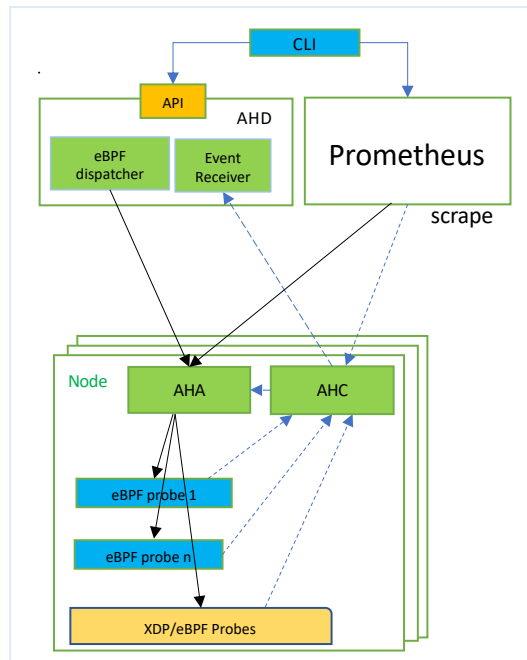 CLI
.
API
AHD
eBPF
dispatcher
Event
Receiver
Prometheus
scrape
Node
AHA
AHC
eBPF probe 1
eBPF probe n
XDP/eBPF Probes